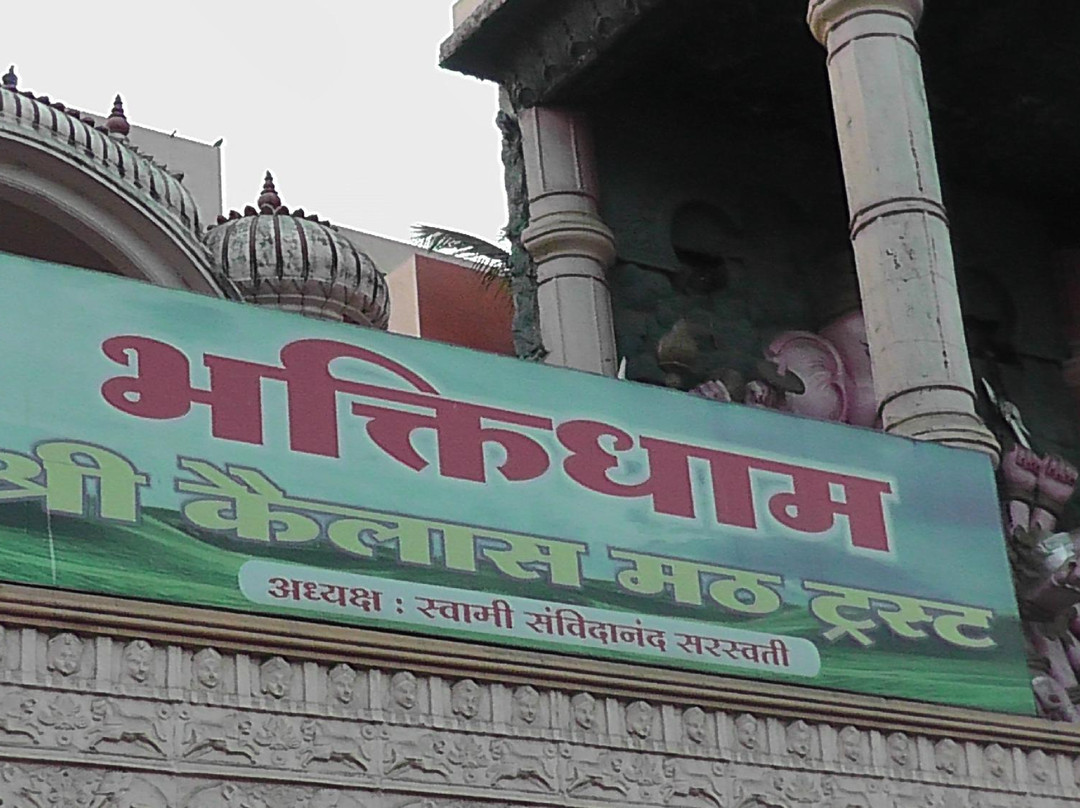 भक्तिधाम
श्री कैलास मठ ट्रस्ट
अध्यक्ष : स्वामी संविदानंद सरस्वती